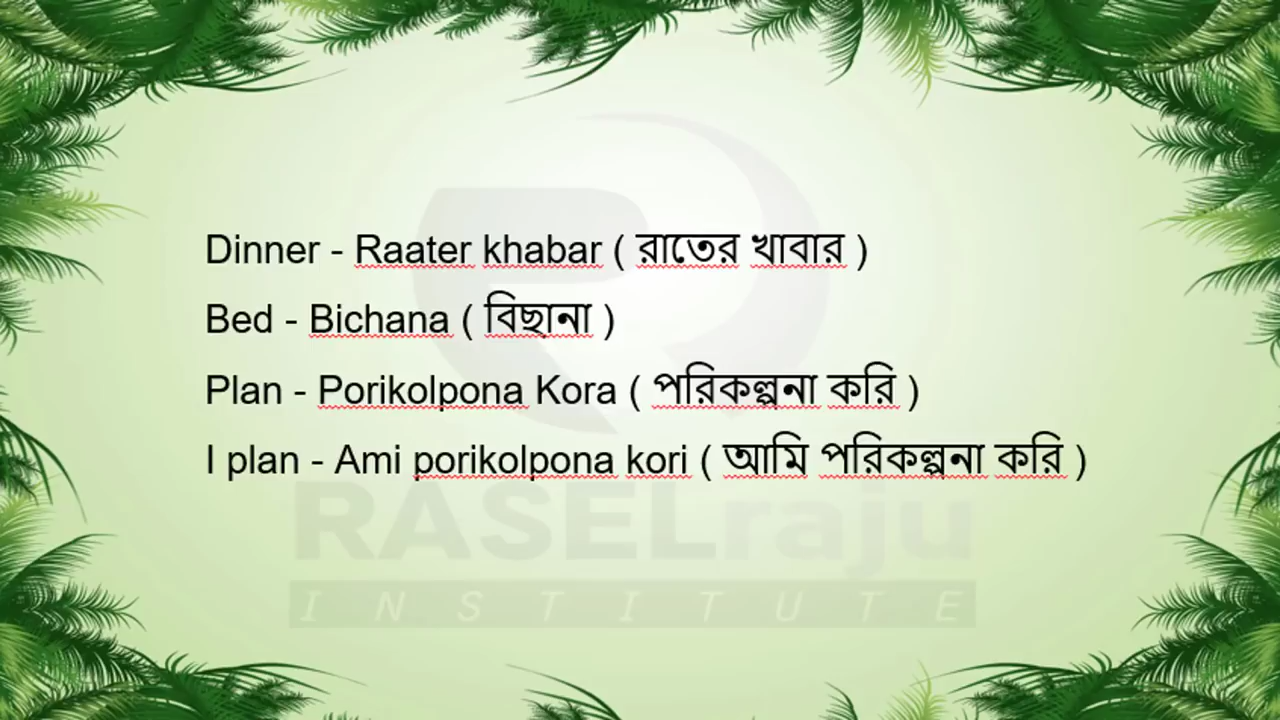 Dinner - Raater khabar ( রাতের খাবার )
Bed - Bichana ( বিছানা )
Plan - Porikolpona Kora ( পরিকল্পনা করি )
I plan - Ami porikolpona kori ( আমি পরিকল্পনা করি )
RASELraju
INSTITUTE